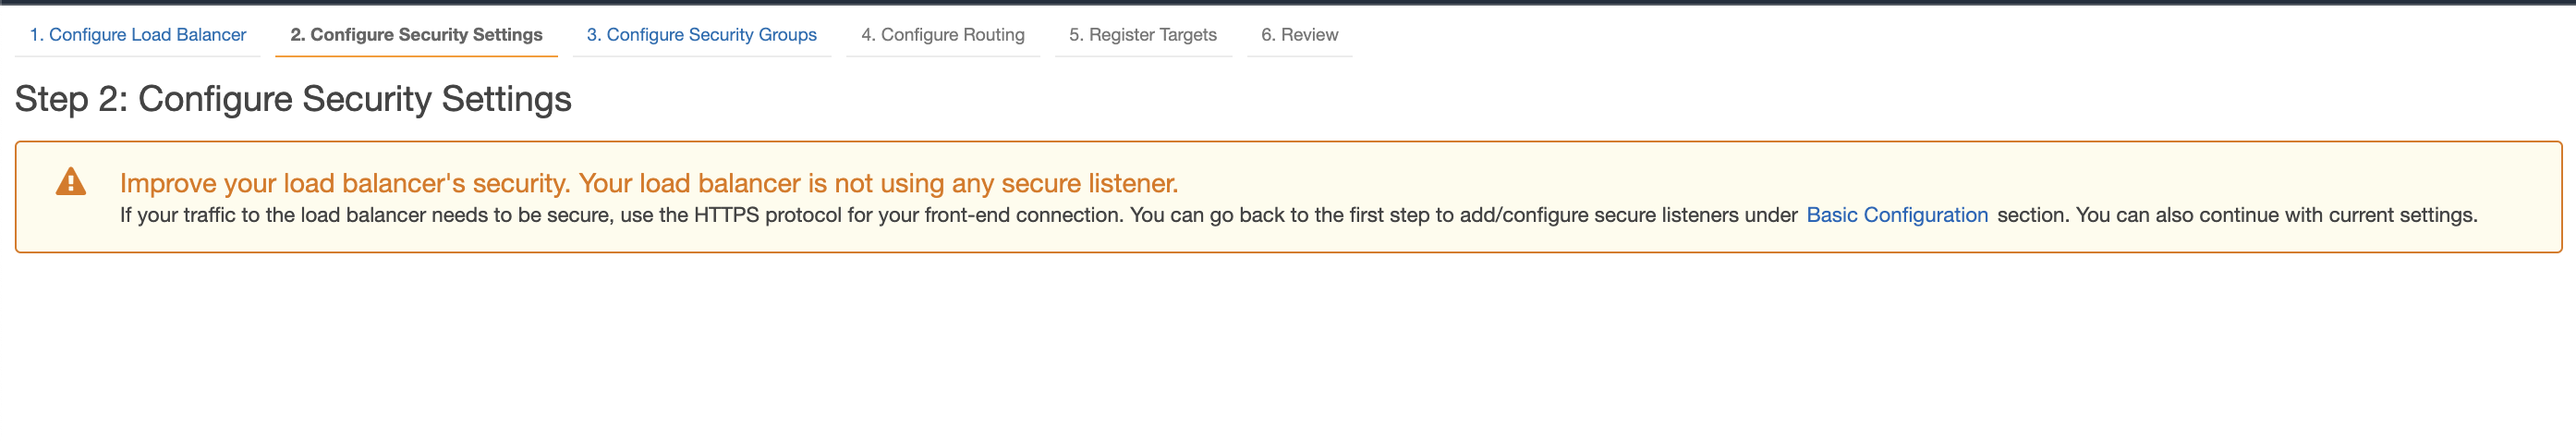 1. Configure Load Balancer 2. Configure Security Settings 3. Configure Security Groups 4. Configure Routing 5. Register Targets 6. Review
Step 2: Configure Security Settings
Improve your load balancer's security. Your load balancer is not using any secure listener.
If your traffic to the load balancer needs to be secure, use the HTTPS protocol for your front-end connection. You can go back to the first step to add/configure secure listeners under Basic Configuration section. You can also continue with current settings.